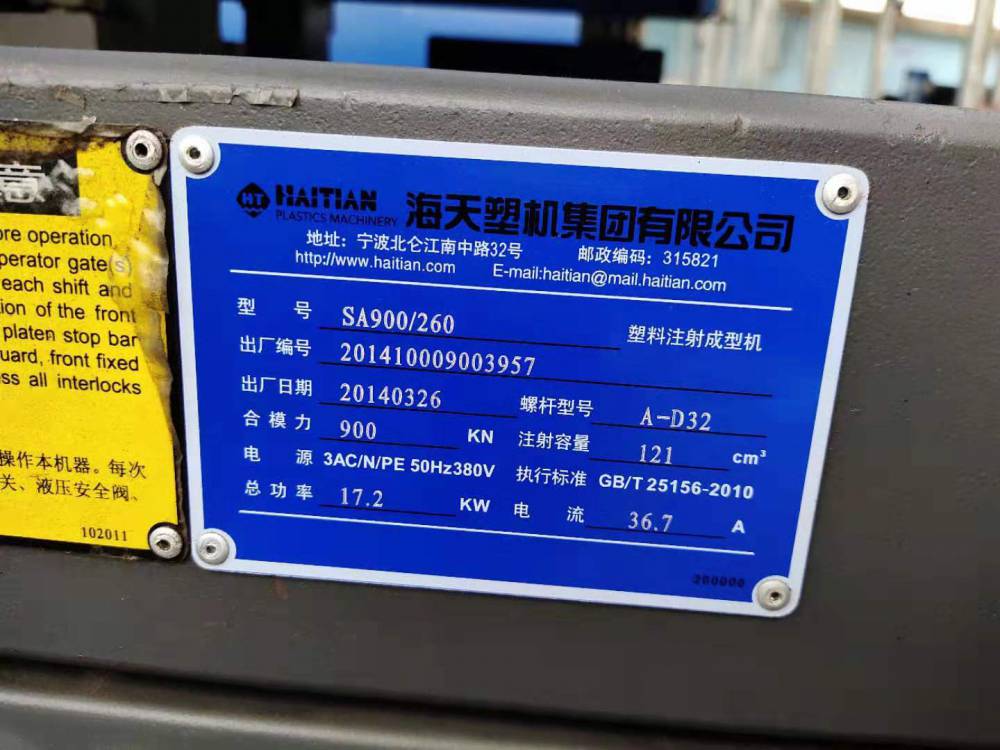 意
ore operation,
perator gate(s)
each shift and
ion of the front
platen stop bar
uard, front fixed
ss all interlocks
操作本机器。每次
关、液压安全阀、
102011
HT HAITIAN
PLASTICS MACHINERY
海天塑机集团有限公司
地址：宁波北仑江南中路32号 邮政编码：315821
http://www.haitian.com E-mail:haitian@mail.haitian.com
型 号 SA900/260 塑料注射成型机
出厂编号 201410009003957
出厂日期 20140326 螺杆型号 A-D32
合模力 900 KN 注射容量 121 cm³
电 源 3AC/N/PE 50Hz380V 执行标准 GB/T 25156-2010
总功率 17.2 KW 电 流 36.7 A